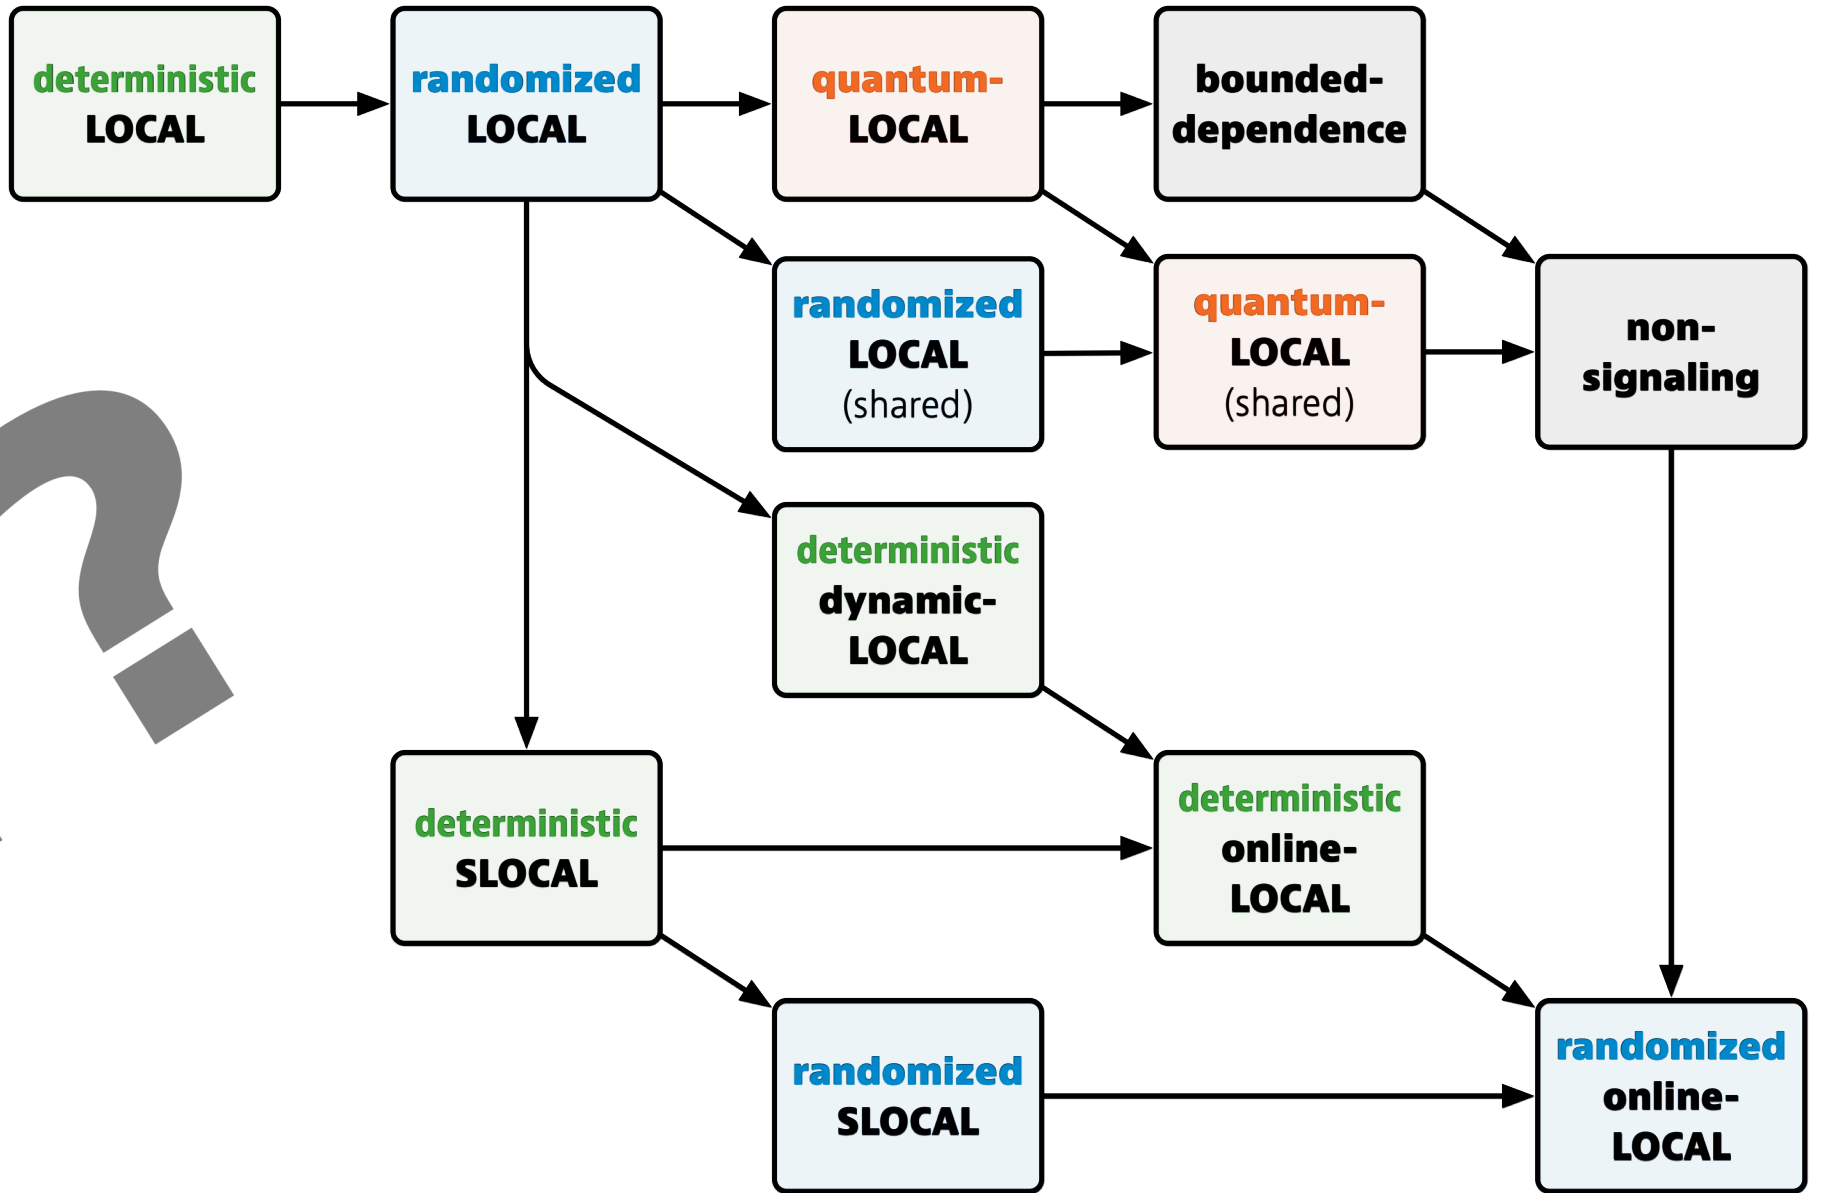 deterministic
LOCAL
randomized
LOCAL
quantum-
LOCAL
bounded-
dependence
randomized
LOCAL
(shared)
quantum-
LOCAL
(shared)
non-
signaling
deterministic
dynamic-
LOCAL
deterministic
SLOCAL
deterministic
online-
LOCAL
randomized
SLOCAL
randomized
online-
LOCAL
?